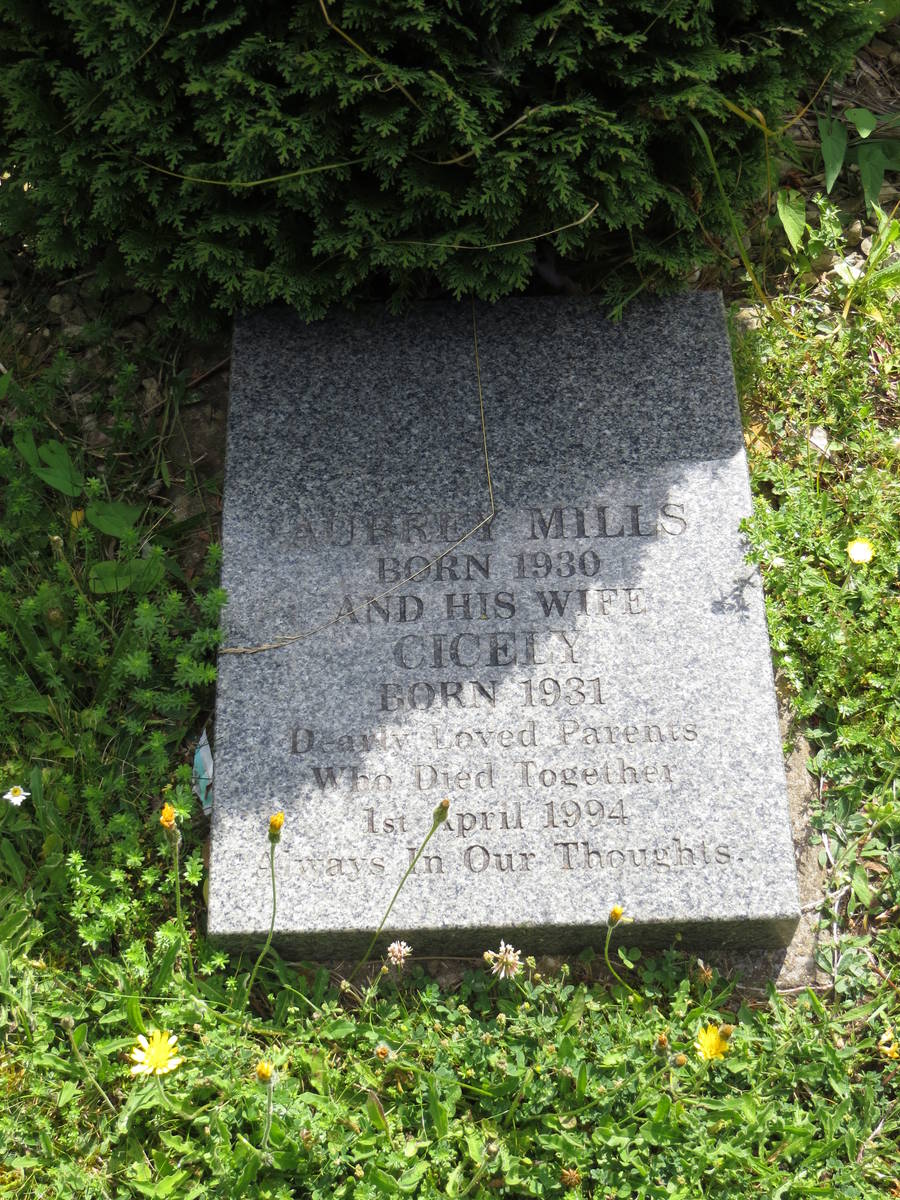 AUBREY MILLS
BORN 1930
AND HIS WIFE
CICELY
BORN 1931
Dearly Loved Parents
Who Died Together
1st April 1994
Always In Our Thoughts.